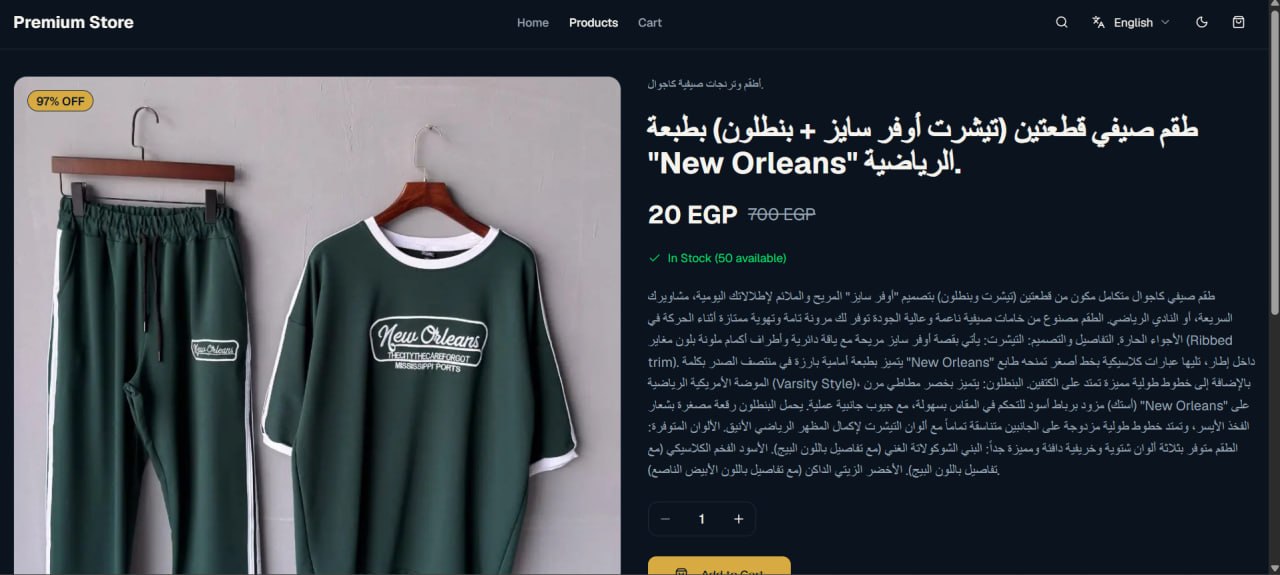 Premium Store
Home Products Cart
English
97% OFF
أطقم وترنجات صيفية كاجوال.
طقم صيفي قطعتين (تيشرت أوفر سايز + بنطلون) بطبعة
"New Orleans" الرياضية.
20 EGP 700 EGP
In Stock (50 available)
طقم صيفي كاجوال متكامل مكون من قطعتين (تيشرت وبنطلون) بتصميم "أوفر سايز" المريح والملائم لإطلالاتك اليومية، مشاويرك
السريعة، أو النادي الرياضي. الطقم مصنوع من خامات صيفية ناعمة وعالية الجودة توفر لك مرونة تامة وتهوية ممتازة أثناء الحركة في
الأجواء الحارة. التفاصيل والتصميم: التيشرت: يأتي بقصة أوفر سايز مريحة مع ياقة دائرية وأطراف أكمام ملونة بلون مغاير (Ribbed
trim). يتميز بطبعة أمامية بارزة في منتصف الصدر بكلمة "New Orleans" داخل إطار، تليها عبارات كلاسيكية بخط أصغر تمنحه طابع
الموضة الأمريكية الرياضية (Varsity Style)، بالإضافة إلى خطوط طولية مميزة تمتد على الكتفين. البنطلون: يتميز بخصر مطاطي مرن
(أستك) مزود برباط أسود للتحكم في المقاس بسهولة، مع جيوب جانبية عملية. يحمل البنطلون رقعة مصغرة بشعار "New Orleans" على
الفخذ الأيسر، وتمتد خطوط طولية مزدوجة على الجانبين متناسقة تماماً مع ألوان التيشرت لإكمال المظهر الرياضي الأنيق. الألوان المتوفرة:
الطقم متوفر بثلاثة ألوان شتوية وخريفية دافئة ومميزة جداً: البني الشوكولاتة الغني (مع تفاصيل باللون البيج). الأسود الفخم الكلاسيكي (مع
تفاصيل باللون البيج). الأخضر الزيتي الداكن (مع تفاصيل باللون الأبيض الناصع).
1
Add to Cart
New Orleans
New Orleans
THECITYTHECAREFORGOT
MISSISSIPPI PORTS